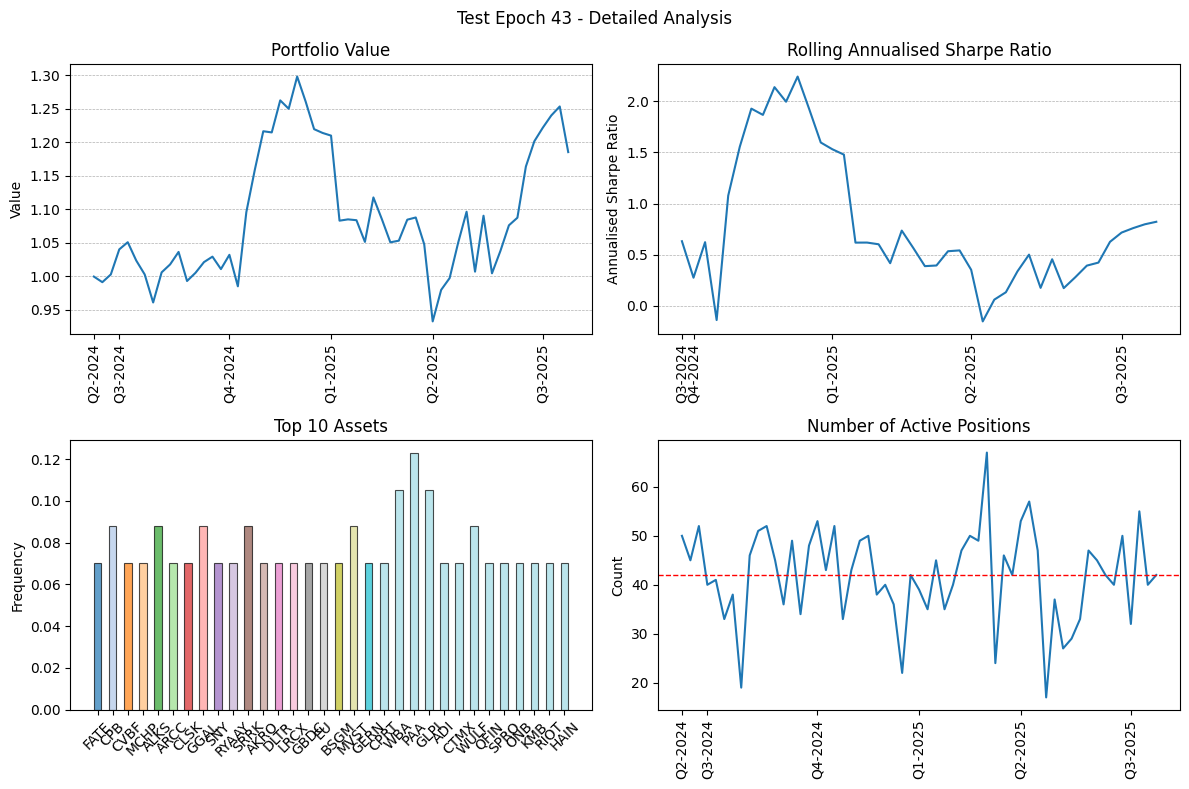 Test Epoch 43 - Detailed Analysis
Portfolio Value
Value
1.30
1.25
1.20
1.15
1.10
1.05
1.00
0.95
Q2-2024
Q3-2024
Q4-2024
Q1-2025
Q2-2025
Q3-2025
Rolling Annualised Sharpe Ratio
Annualised Sharpe Ratio
2.0
1.5
1.0
0.5
0.0
Q3-2024
Q4-2024
Q1-2025
Q2-2025
Q3-2025
Top 10 Assets
Frequency
0.12
0.10
0.08
0.06
0.04
0.02
0.00
FATE
CPB
CVBF
MCHP
ALKS
ARCC
CLSK
GGAL
SNY
RYAAY
SRRK
AKRO
DLTR
LRCX
GBDC
BSGM
MVST
GERN
CPRT
WBA
PAA
GLPI
ADI
CTMX
WULF
QFIN
SPRO
ONB
KMB
RIOT
HAIN
Number of Active Positions
Count
60
50
40
30
20
Q2-2024
Q3-2024
Q4-2024
Q1-2025
Q2-2025
Q3-2025